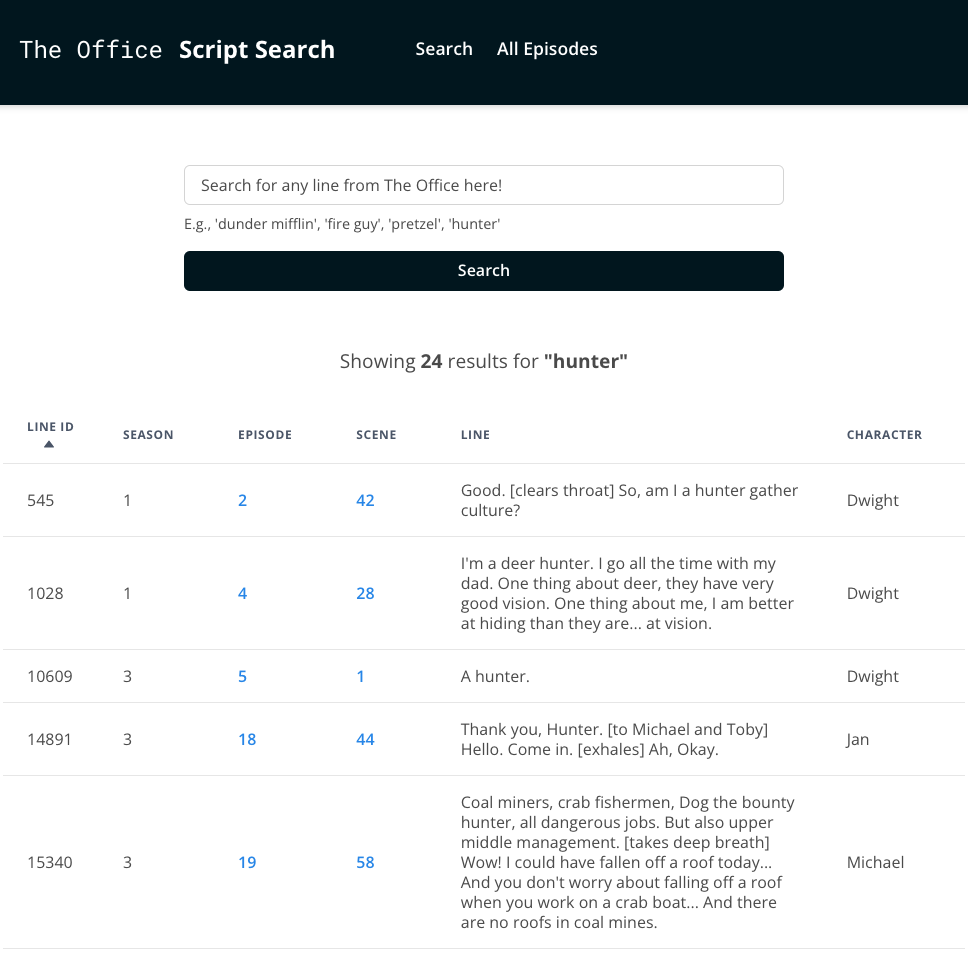 The Office Script Search Search All Episodes
Search for any line from The Office here!
E.g., 'dunder mifflin', 'fire guy', 'pretzel', 'hunter'
Search
Showing 24 results for "hunter"
LINE ID SEASON EPISODE SCENE LINE CHARACTER
545 1 2 42 Good. [clears throat] So, am I a hunter gather
culture? Dwight
1028 1 4 28 I'm a deer hunter. I go all the time with my
dad. One thing about deer, they have very
good vision. One thing about me, I am better
at hiding than they are... at vision. Dwight
10609 3 5 1 A hunter. Dwight
14891 3 18 44 Thank you, Hunter. [to Michael and Toby]
Hello. Come in. [exhales] Ah, Okay. Jan
15340 3 19 58 Coal miners, crab fishermen, Dog the bounty
hunter, all dangerous jobs. But also upper
middle management. [takes deep breath]
Wow! I could have fallen off a roof today...
And you don't worry about falling off a roof
when you work on a crab boat... And there
are no roofs in coal mines. Michael